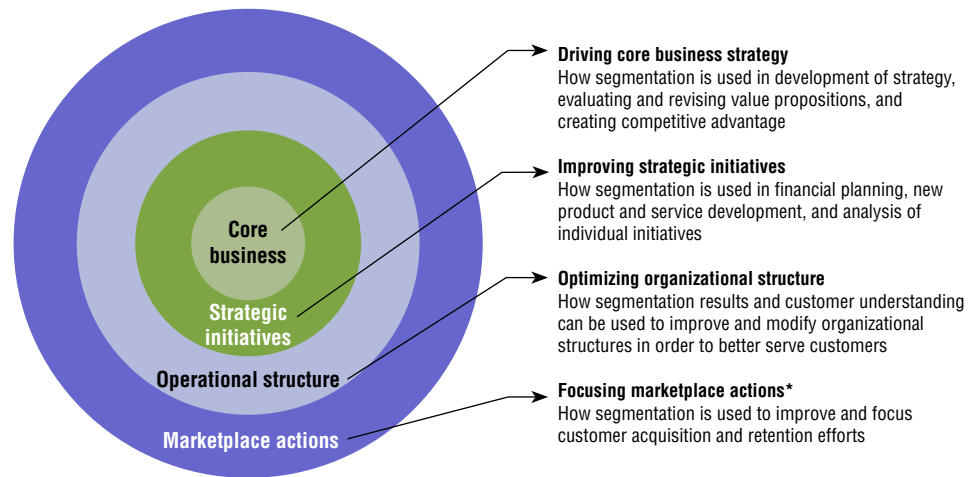 Core
business
Strategic
initiatives
Operational structure
Marketplace actions
Driving core business strategy
How segmentation is used in development of strategy,
evaluating and revising value propositions, and
creating competitive advantage
Improving strategic initiatives
How segmentation is used in financial planning, new
product and service development, and analysis of
individual initiatives
Optimizing organizational structure
How segmentation results and customer understanding
can be used to improve and modify organizational
structures in order to better serve customers
Focusing marketplace actions*
How segmentation is used to improve and focus
customer acquisition and retention efforts